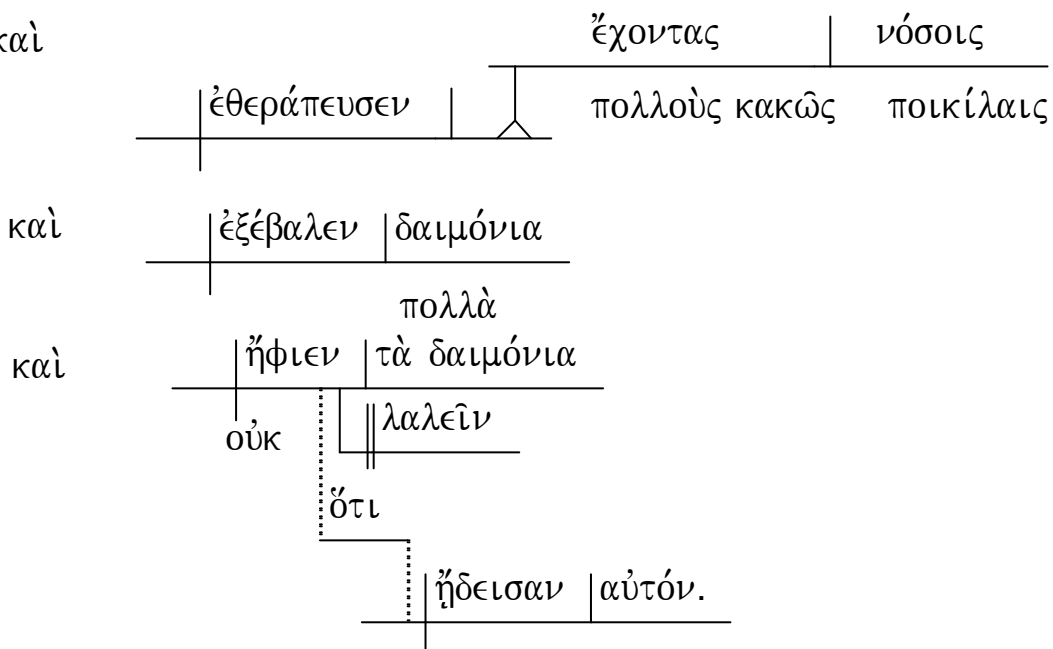 καὶ ἔχοντας νόσοις
ἐθεράπευσεν πολλοὺς κακῶς ποικίλαις
καὶ ἐξέβαλεν δαιμόνια
πολλὰ
καὶ ἤφιεν τὰ δαιμόνια
οὐκ λαλεῖν
ὅτι
ᾔδεισαν αὐτόν.